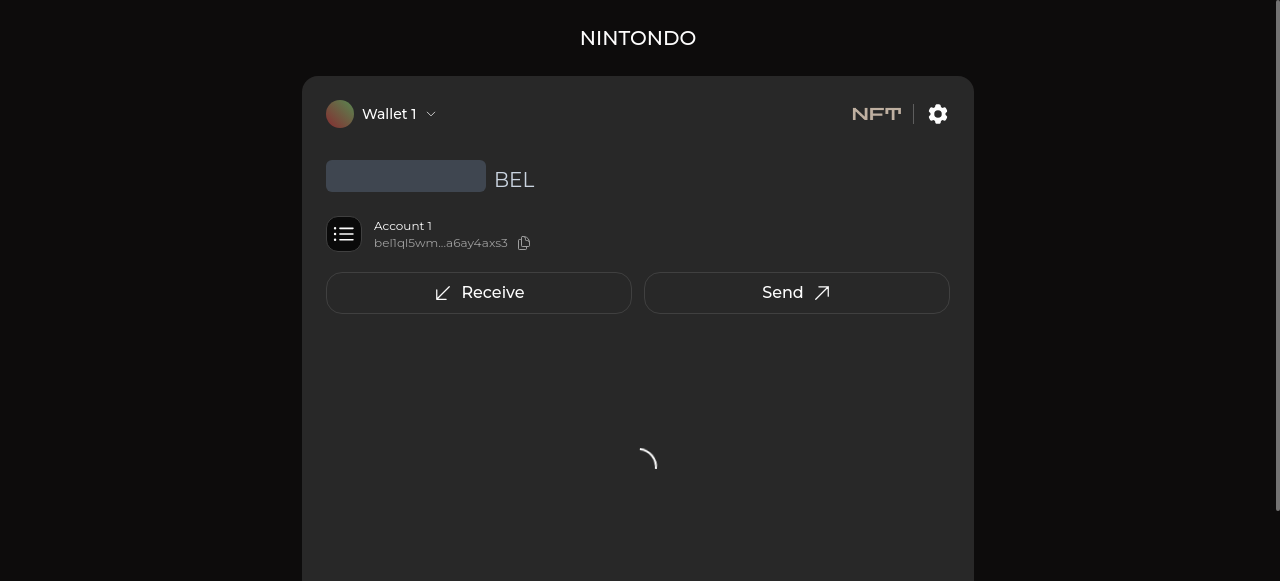 NINTONDO
Wallet 1
NFT
BEL
Account 1
bel1ql5wm...a6ay4axs3
Receive
Send